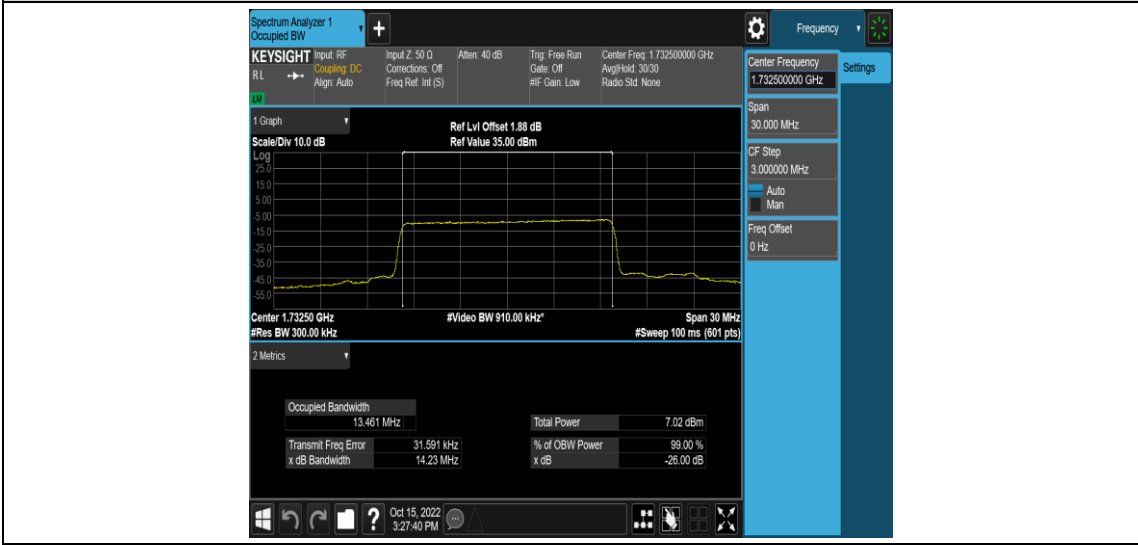 Spectrum Analyzer 1
Occupied BW
+
Frequency
KEYSIGHT
RL
LXI
Input: RF
Coupling: DC
Align: Auto
Input Z: 50 Ω
Corrections: Off
Freq Ref: Int (S)
Atten: 40 dB
Trig: Free Run
Gate: Off
#IF Gain: Low
Center Freq: 1.732500000 GHz
Avg|Hold: 30/30
Radio Std: None
Center Frequency
1.732500000 GHz
Settings
Span
30.000 MHz
CF Step
3.000000 MHz
Auto
Man
Freq Offset
0 Hz
1 Graph
Scale/Div 10.0 dB
Ref Lvl Offset 1.88 dB
Ref Value 35.00 dBm
Log
25.0
15.0
5.00
-5.00
-15.0
-25.0
-35.0
-45.0
-55.0
Center 1.73250 GHz
#Video BW 910.00 kHz*
Span 30 MHz
#Res BW 300.00 kHz
#Sweep 100 ms (601 pts)
2 Metrics
Occupied Bandwidth
13.461 MHz
Total Power 7.02 dBm
Transmit Freq Error 31.591 kHz
% of OBW Power 99.00 %
x dB Bandwidth 14.23 MHz
x dB -26.00 dB
?
Oct 15, 2022
3:27:40 PM